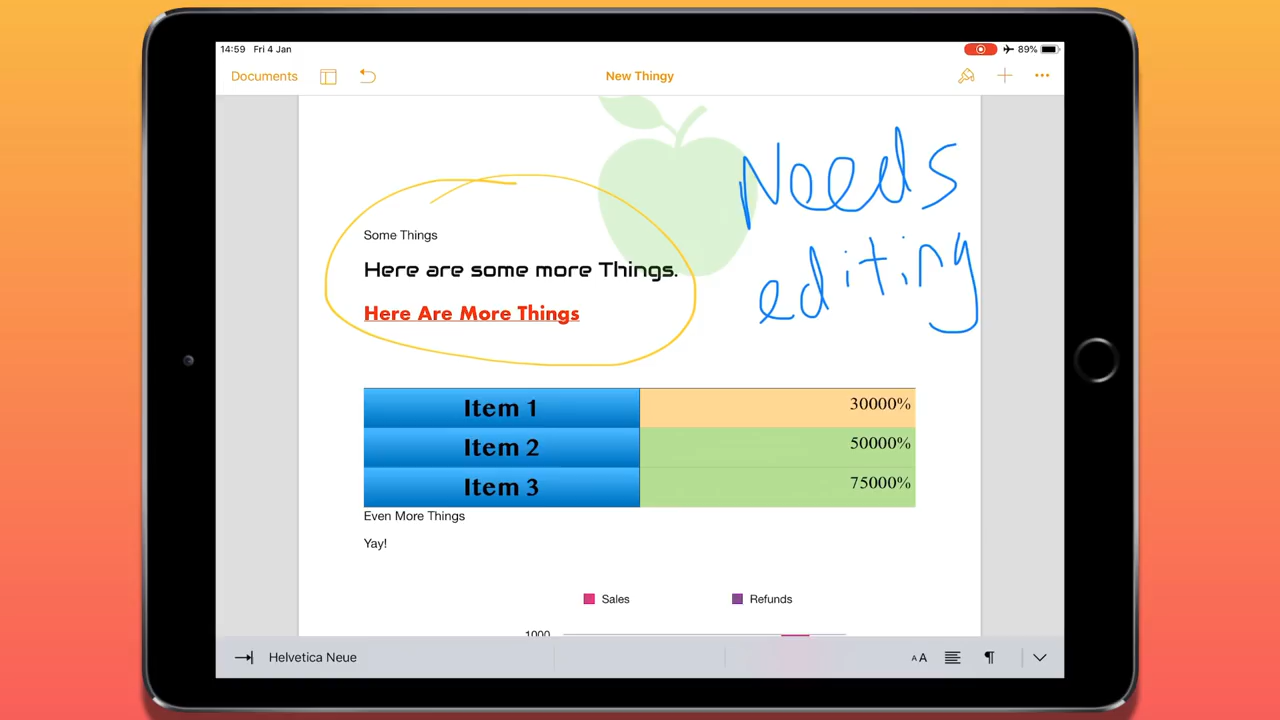 14:59 Fri 4 Jan 89%
Documents New Thingy
Needs
editing
Some Things
Here are some more Things.
Here Are More Things
Item 1 30000%
Item 2 50000%
Item 3 75000%
Even More Things
Yay!
Sales Refunds
1000
Helvetica Neue AA